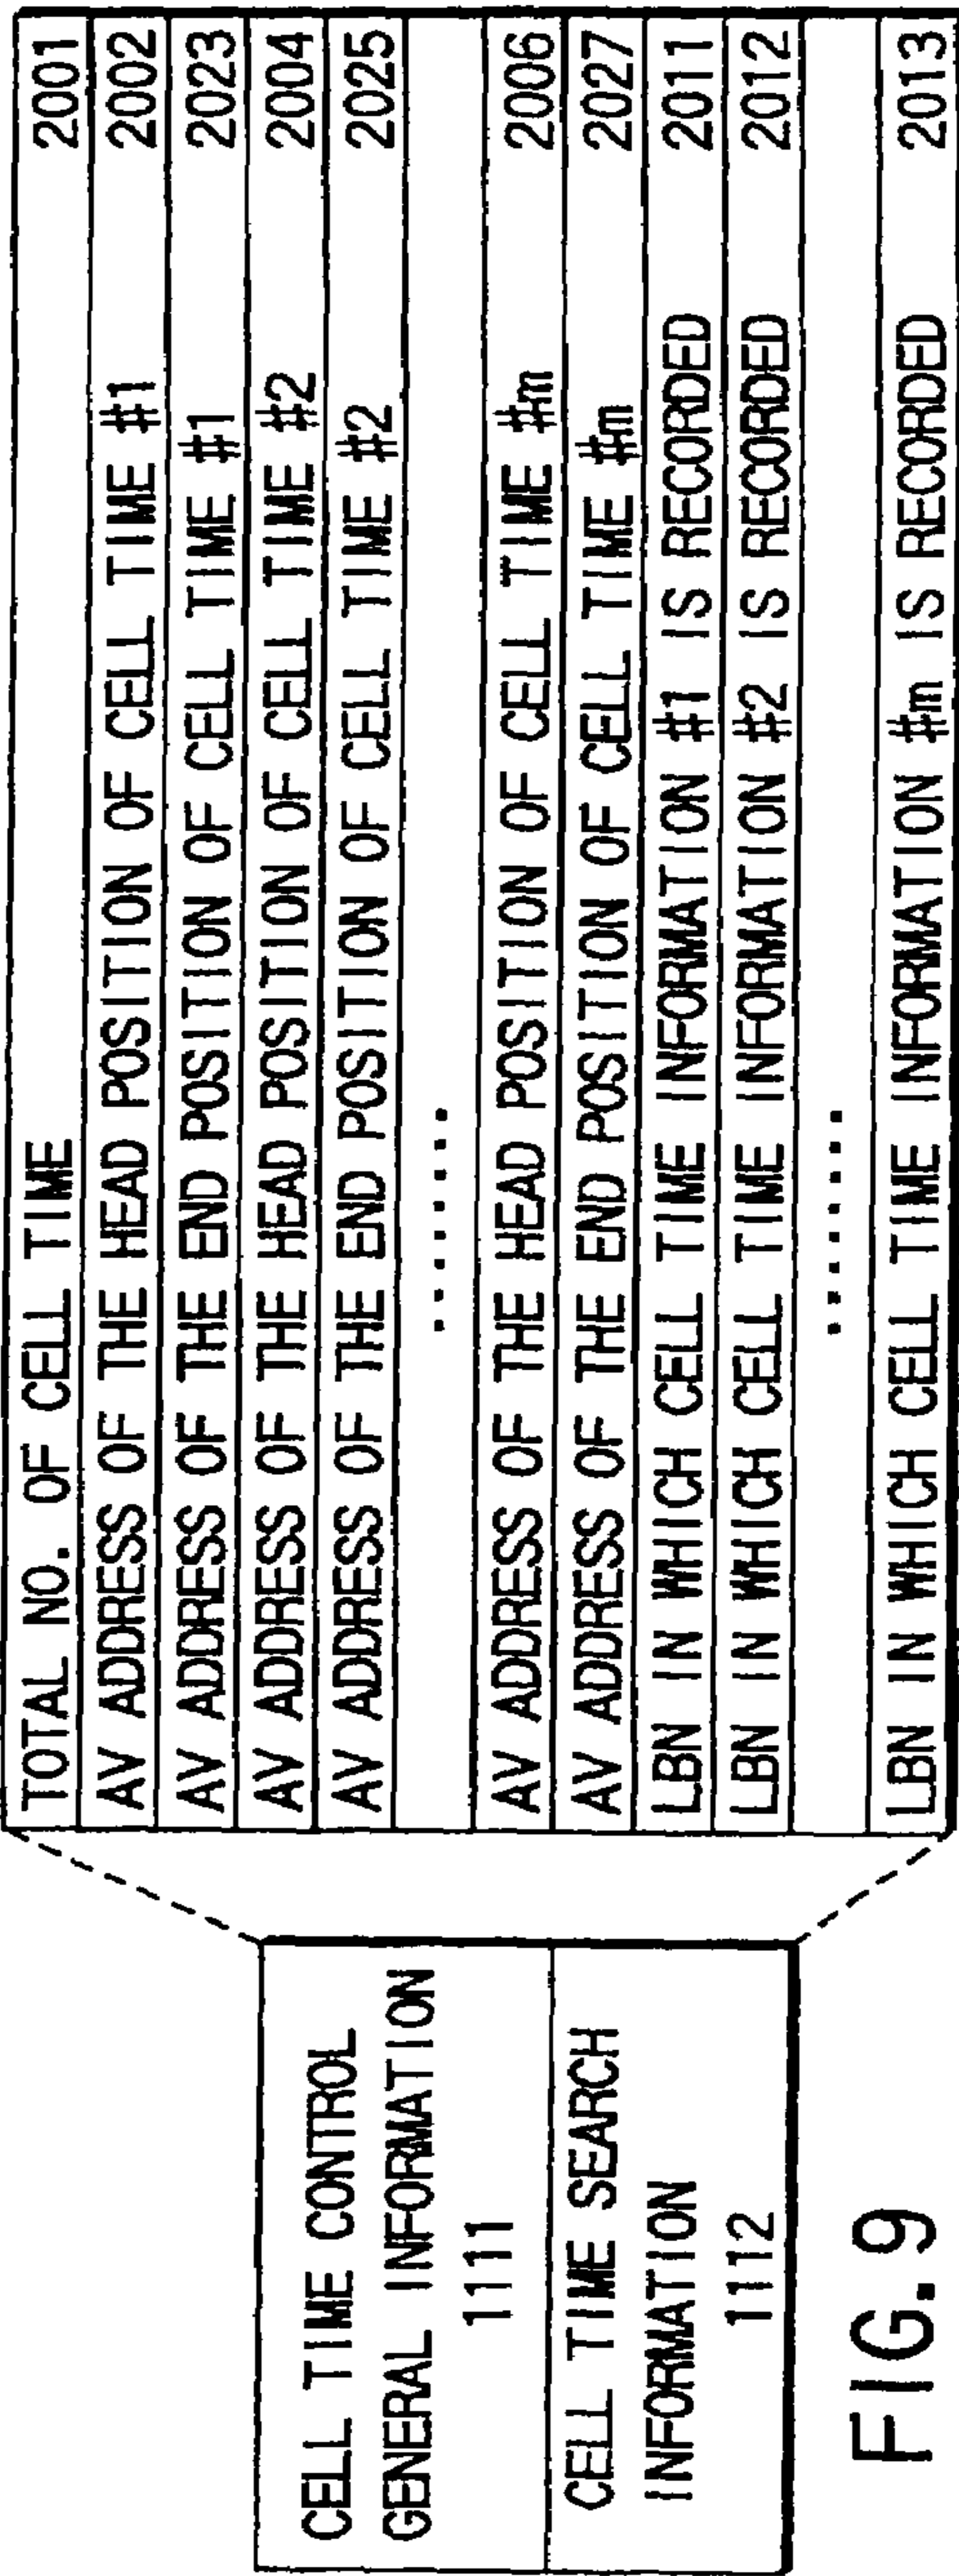 CELL TIME CONTROL
GENERAL INFORMATION
1111
CELL TIME SEARCH
INFORMATION
1112
TOTAL NO. OF CELL TIME 2001
AV ADDRESS OF THE HEAD POSITION OF CELL TIME #1 2002
AV ADDRESS OF THE END POSITION OF CELL TIME #1 2023
AV ADDRESS OF THE HEAD POSITION OF CELL TIME #2 2004
AV ADDRESS OF THE END POSITION OF CELL TIME #2 2025
......
AV ADDRESS OF THE HEAD POSITION OF CELL TIME #m 2006
AV ADDRESS OF THE END POSITION OF CELL TIME #m 2027
LBN IN WHICH CELL TIME INFORMATION #1 IS RECORDED 2011
LBN IN WHICH CELL TIME INFORMATION #2 IS RECORDED 2012
......
LBN IN WHICH CELL TIME INFORMATION #m IS RECORDED 2013
FIG.9